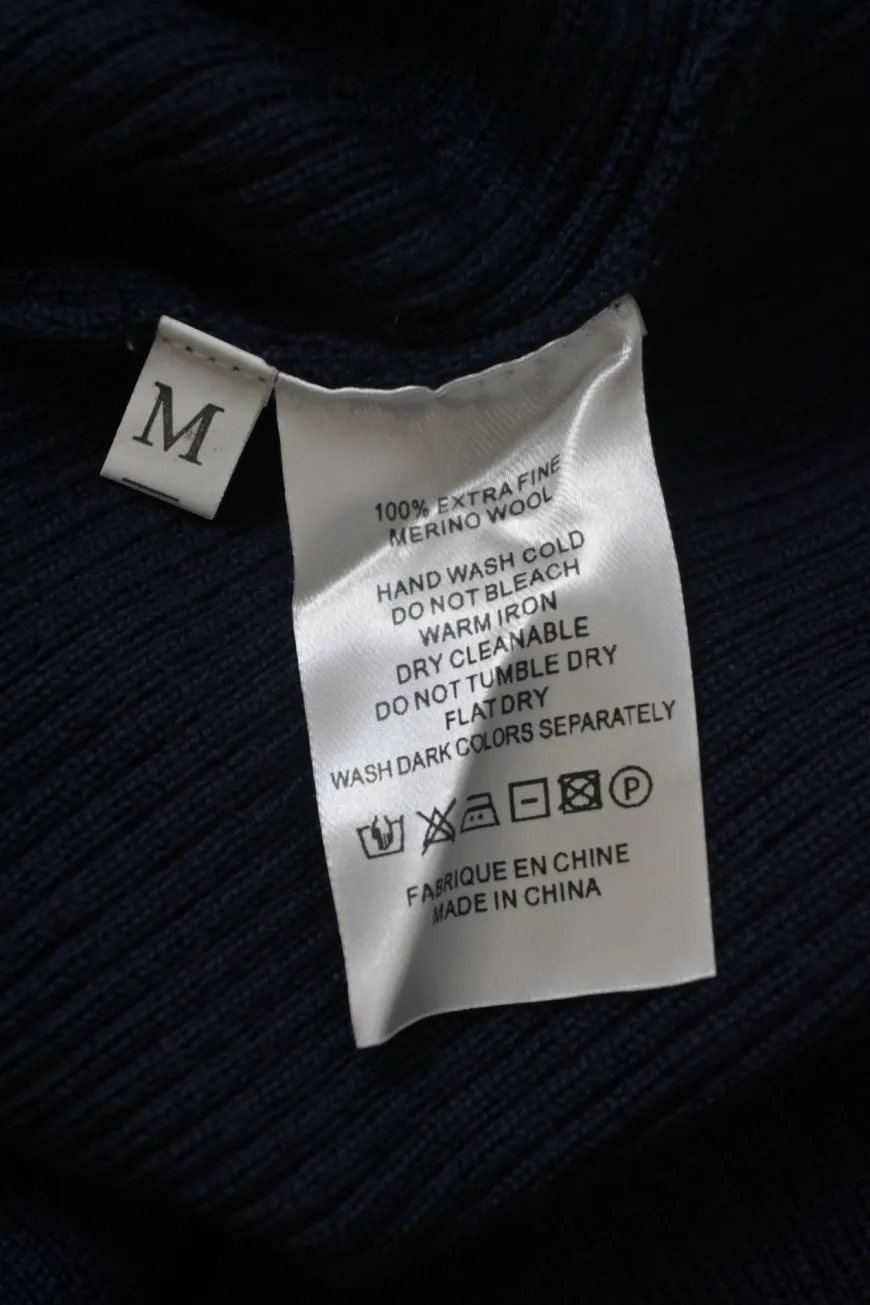 M
100% EXTRA FINE
MERINO WOOL
HAND WASH COLD
DO NOT BLEACH
WARM IRON
DRY CLEANABLE
DO NOT TUMBLE DRY
FLAT DRY
WASH DARK COLORS SEPARATELY
P
FABRIQUE EN CHINE
MADE IN CHINA